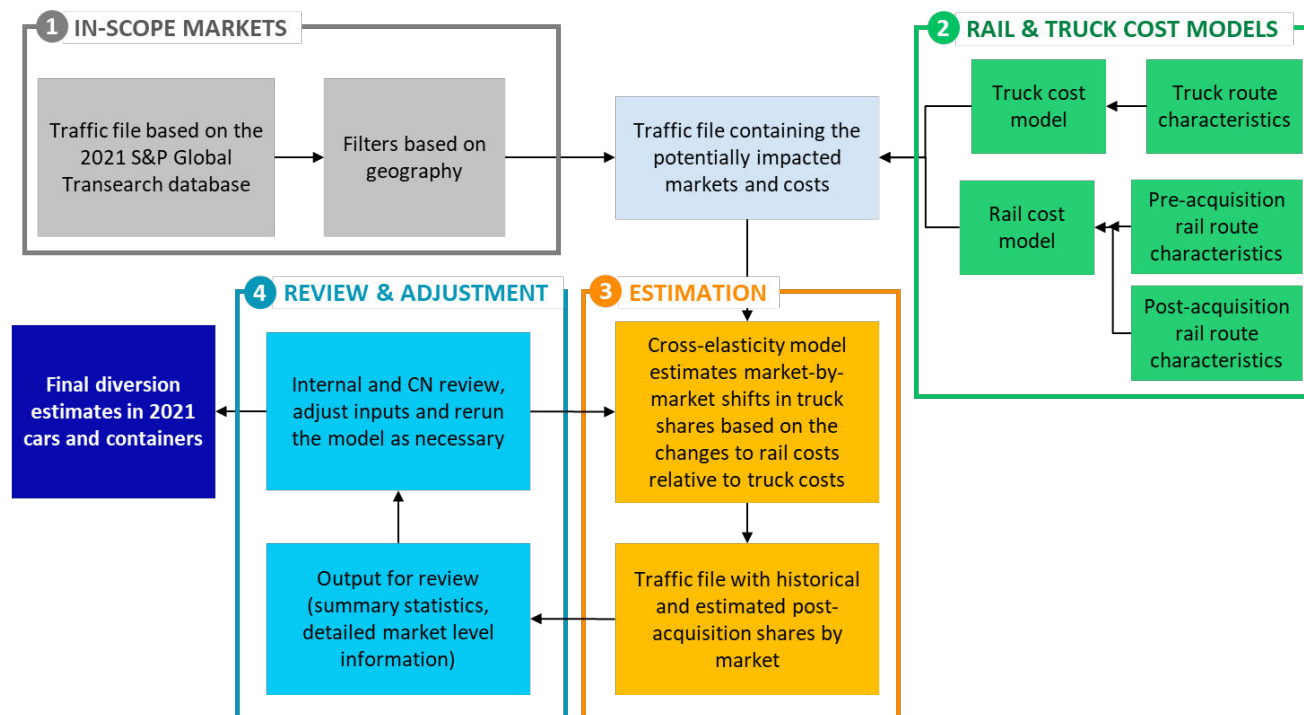 1 IN-SCOPE MARKETS
Traffic file based on the
2021 S&P Global
Transearch database
Filters based on
geography
Traffic file containing the
potentially impacted
markets and costs
2 RAIL & TRUCK COST MODELS
Truck cost
model
Truck route
characteristics
Rail cost
model
Pre-acquisition
rail route
characteristics
Post-acquisition
rail route
characteristics
3 ESTIMATION
Cross-elasticity model
estimates market-by-
market shifts in truck
shares based on the
changes to rail costs
relative to truck costs
Traffic file with historical
and estimated post-
acquisition shares by
market
4 REVIEW & ADJUSTMENT
Internal and CN review,
adjust inputs and rerun
the model as necessary
Output for review
(summary statistics,
detailed market level
information)
Final diversion
estimates in 2021
cars and containers